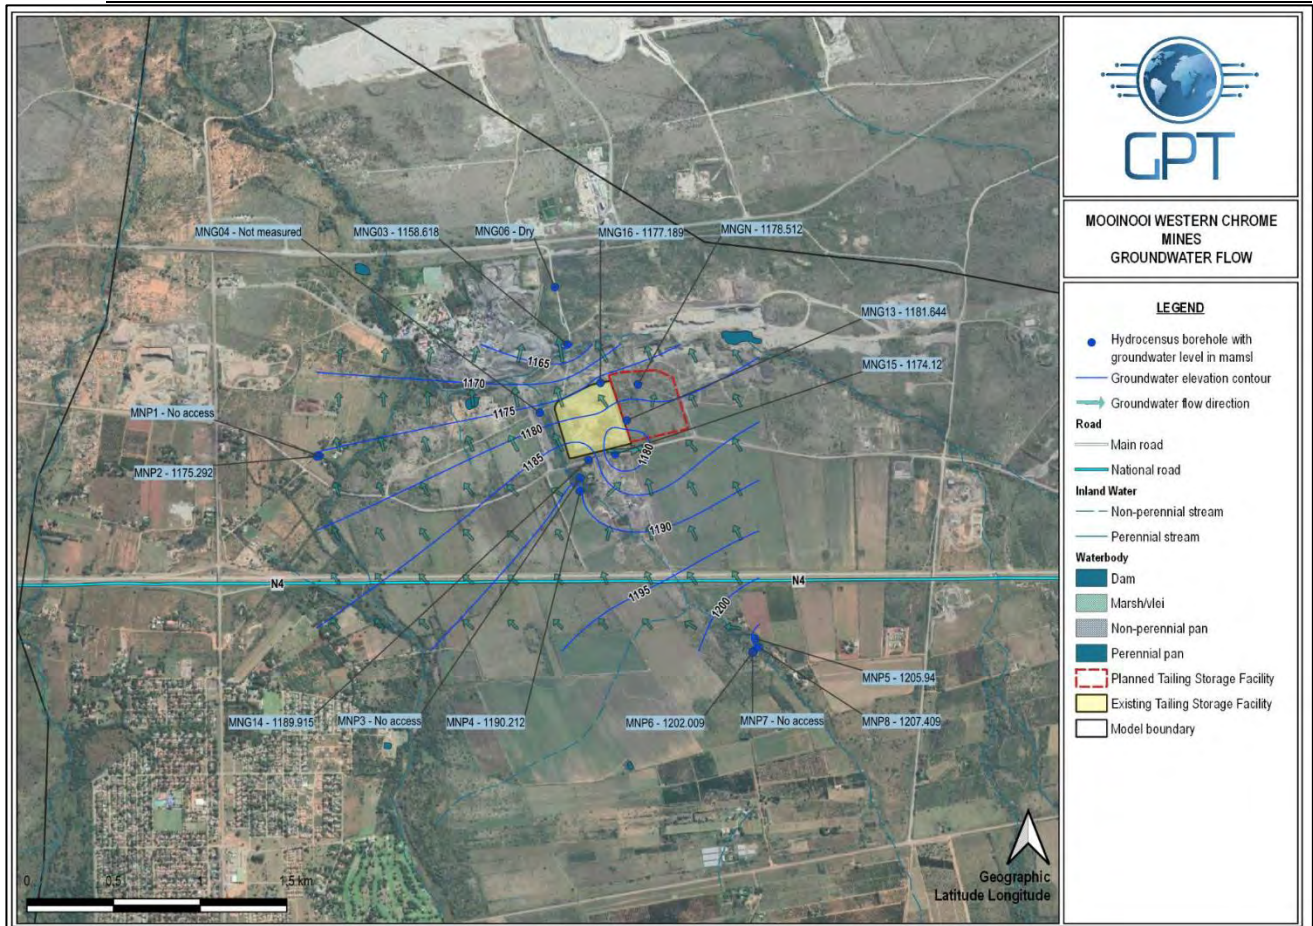 MNG04 - Not measured
MNG03 - 1158.618
MNG06 - Dry
MNG16 - 1177.189
MNGN - 1178.512
MNG13 - 1181.644
MNG15 - 1174.12
1165
1170
1175
1180
1185
1180
1190
1195
1200
MNP1 - No access
MNP2 - 1175.292
N4
N4
MNP5 - 1205.94
MNG14 - 1189.915
MNP3 - No access
MNP4 - 1190.212
MNP6 - 1202.009
MNP7 - No access
MNP8 - 1207.409
0
0.5
1
1.5 km
Geographic
Latitude Longitude
GPT
MOOINOOI WESTERN CHROME
MINES
GROUNDWATER FLOW
LEGEND
Hydrocensus borehole with
groundwater level in mamsl
Groundwater elevation contour
Groundwater flow direction
Road
Main road
National road
Inland Water
Non-perennial stream
Perennial stream
Waterbody
Dam
Marsh/vlei
Non-perennial pan
Perennial pan
Planned Tailing Storage Facility
Existing Tailing Storage Facility
Model boundary